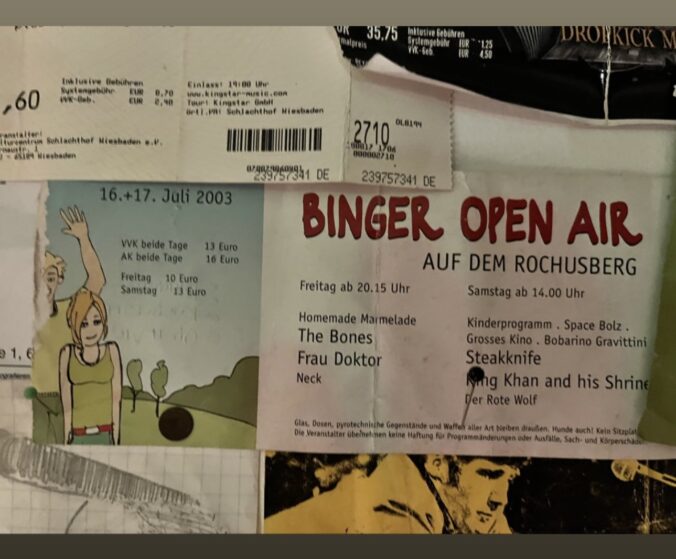 35,75
Inklusive Gebühren
Systemgebühr EUR 1,25
VVK-Geb. EUR 4,50
DROPKICK M
,60
Inklusive Gebühren
Systemgebühr EUR 0,70
VVK-Geb. EUR 2,40
Einlass: 19:00 Uhr
www.kingstar-music.com
Tour: Kingstar GmbH
Örtl.PR: Schlachthof Wiesbaden
Schlachthof Wiesbaden e.V.
Wiesbaden
239757341 DE
2710
000002710
239757341 DE
16.+17. Juli 2003
VVK beide Tage 13 Euro
AK beide Tage 16 Euro
Freitag 10 Euro
Samstag 13 Euro
BINGER OPEN AIR
AUF DEM ROCHUSBERG
Freitag ab 20.15 Uhr
Homemade Marmelade
The Bones
Frau Doktor
Neck
Samstag ab 14.00 Uhr
Kinderprogramm . Space Bolz .
Grosses Kino . Bobarino Gravittini
Steakknife
King Khan and his Shrine
Der Rote Wolf
Glas, Dosen, pyrotechnische Gegenstände und Waffen aller Art bleiben draußen. Hunde auch! Kein Sitzplat
Die Veranstalter übernehmen keine Haftung für Programmänderungen oder Ausfälle, Sach- und Körperschäde